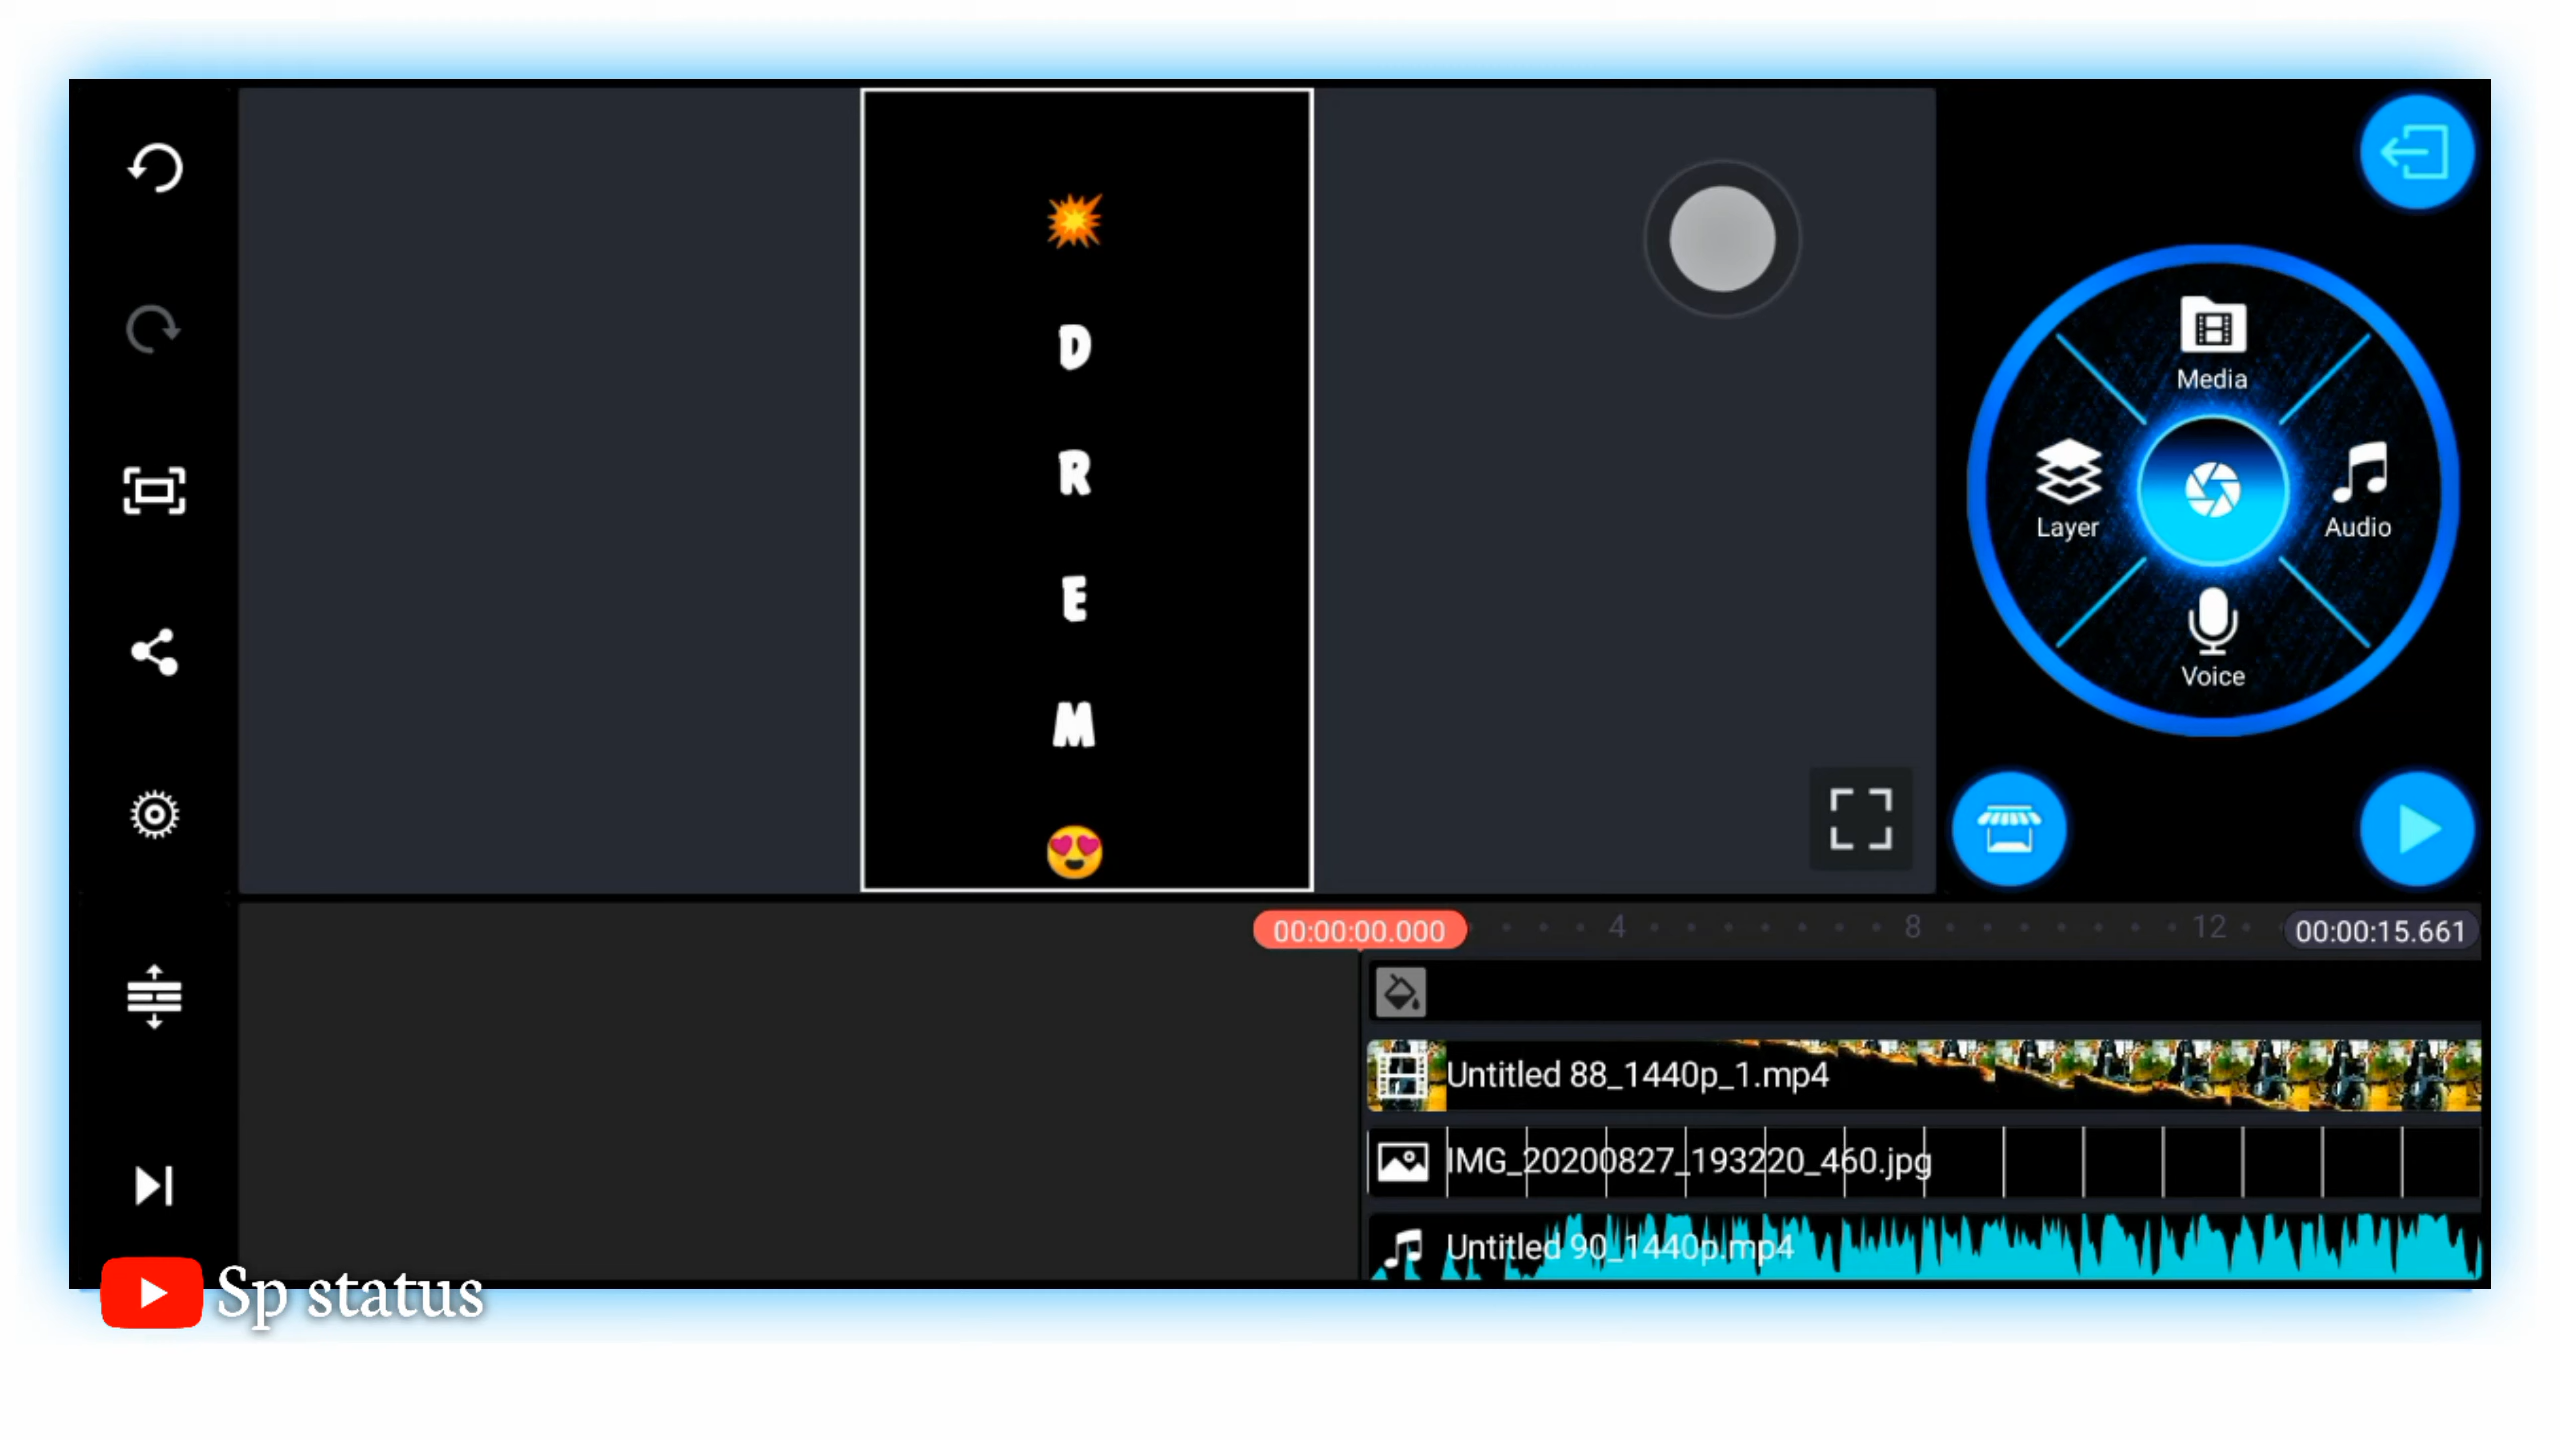 💥
D
R
E
M
😍
Media
Layer
Audio
Voice
00:00:00.000
4
8
12
00:00:15.661
Untitled 88_1440p_1.mp4
IMG_20200827_193220_460.jpg
Untitled 90_1440p.mp4
Sp status